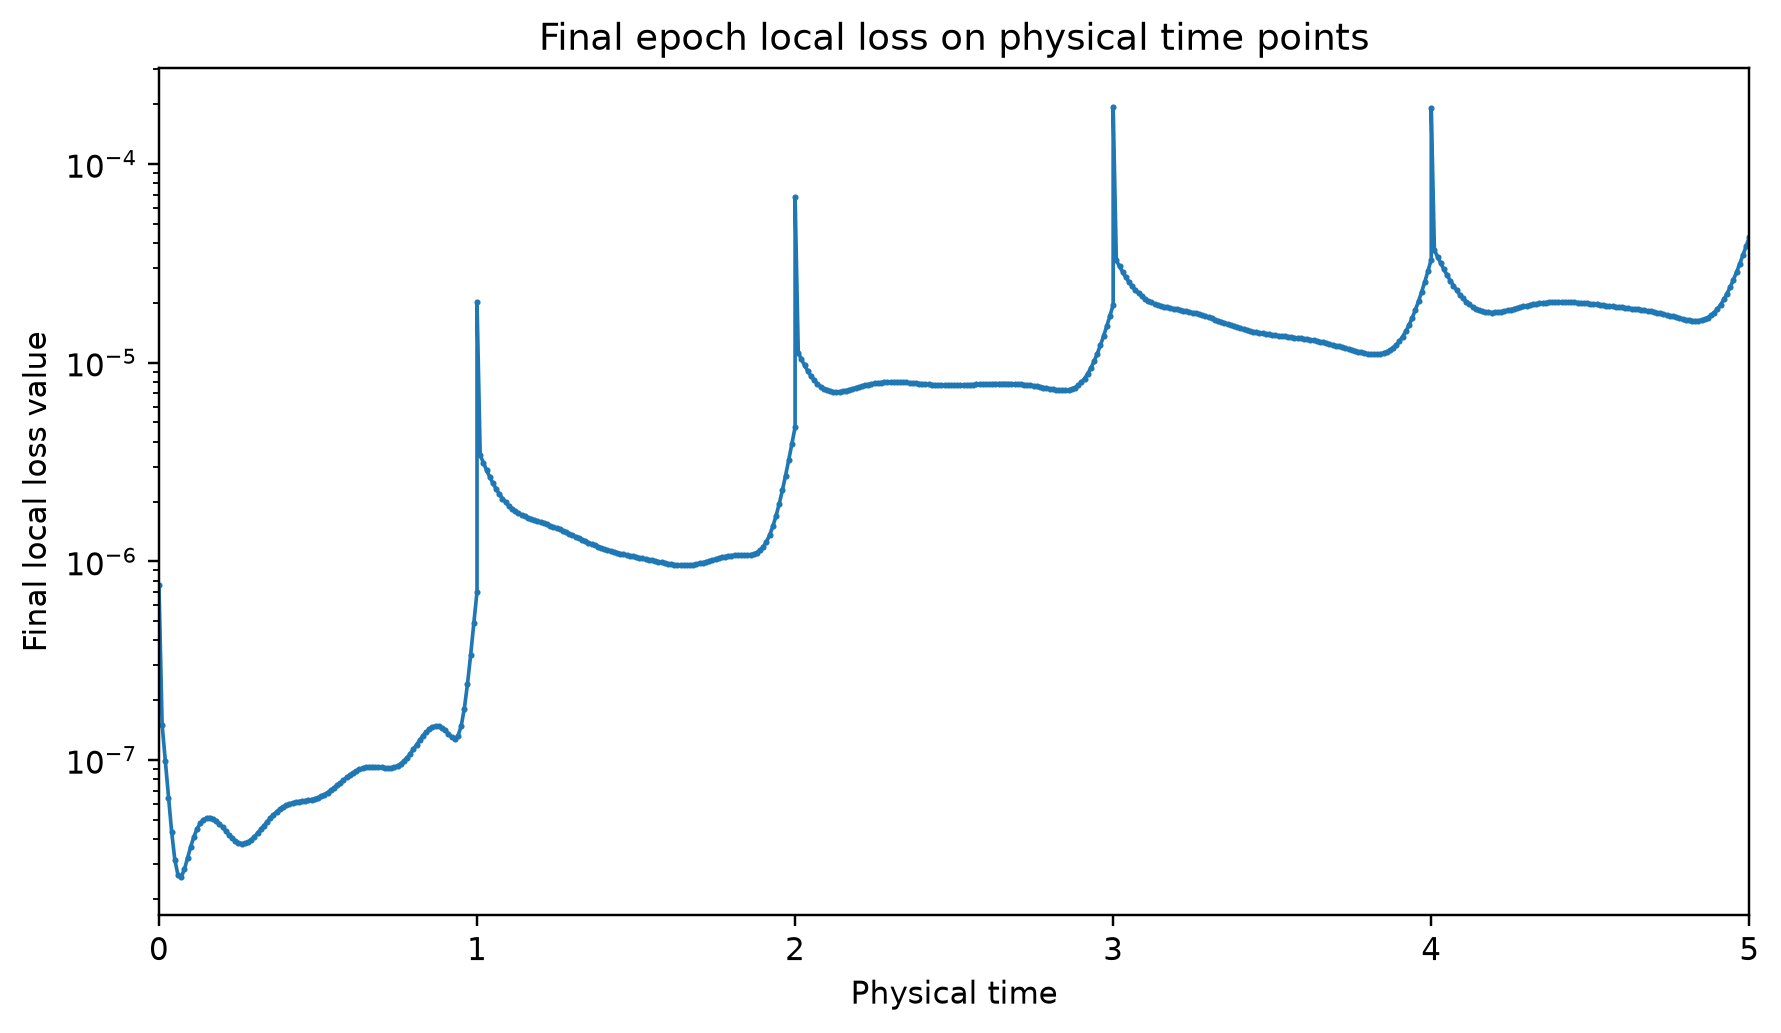 Final epoch local loss on physical time points
Final local loss value
10⁻⁴
10⁻⁵
10⁻⁶
10⁻⁷
0 1 2 3 4 5
Physical time